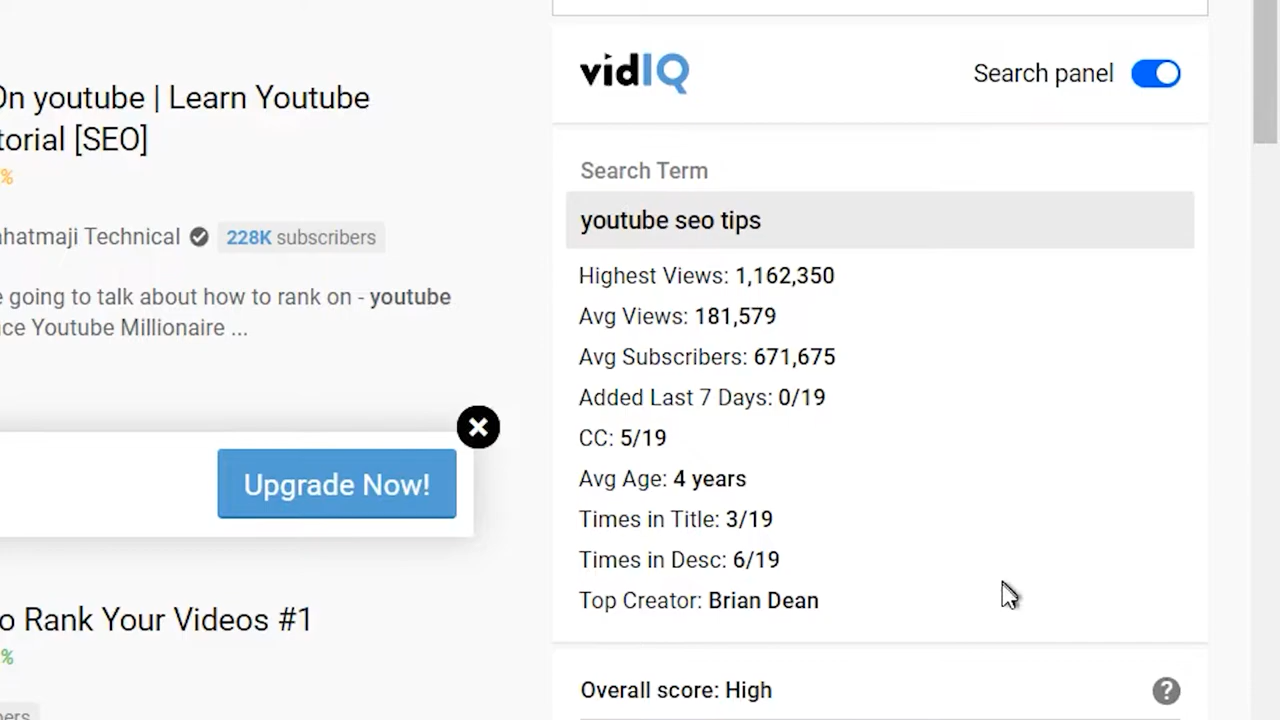 On youtube | Learn Youtube
torial [SEO]
%
hatmaji Technical 228K subscribers
e going to talk about how to rank on - youtube
ce Youtube Millionaire ...
Upgrade Now!
o Rank Your Videos #1
%
bers
vidIQ
Search panel
Search Term
youtube seo tips
Highest Views: 1,162,350
Avg Views: 181,579
Avg Subscribers: 671,675
Added Last 7 Days: 0/19
CC: 5/19
Avg Age: 4 years
Times in Title: 3/19
Times in Desc: 6/19
Top Creator: Brian Dean
Overall score: High
?